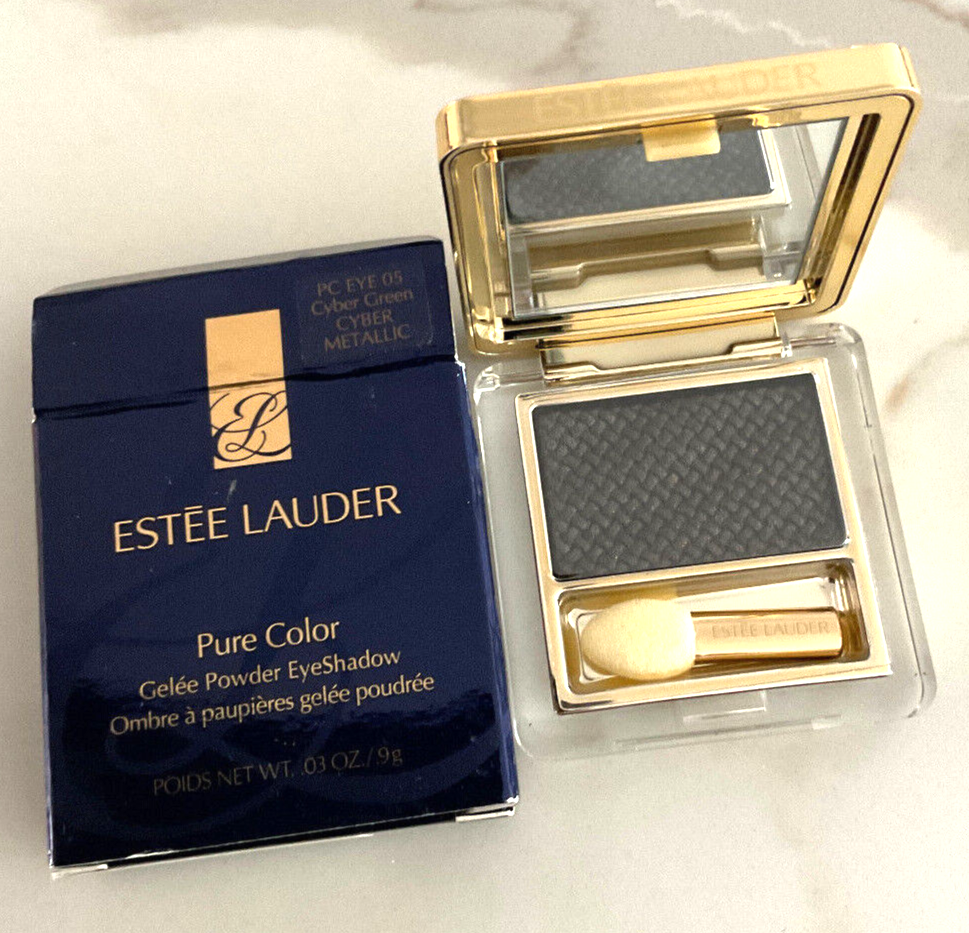 PC EYE 05
Cyber Green
CYBER
METALLIC
EL
ESTĒE LAUDER
Pure Color
Gelée Powder EyeShadow
Ombre à paupières gelée poudrée
POIDS NET WT. .03 OZ./.9g
ESTĒE LAUDER
ESTĒE LAUDER